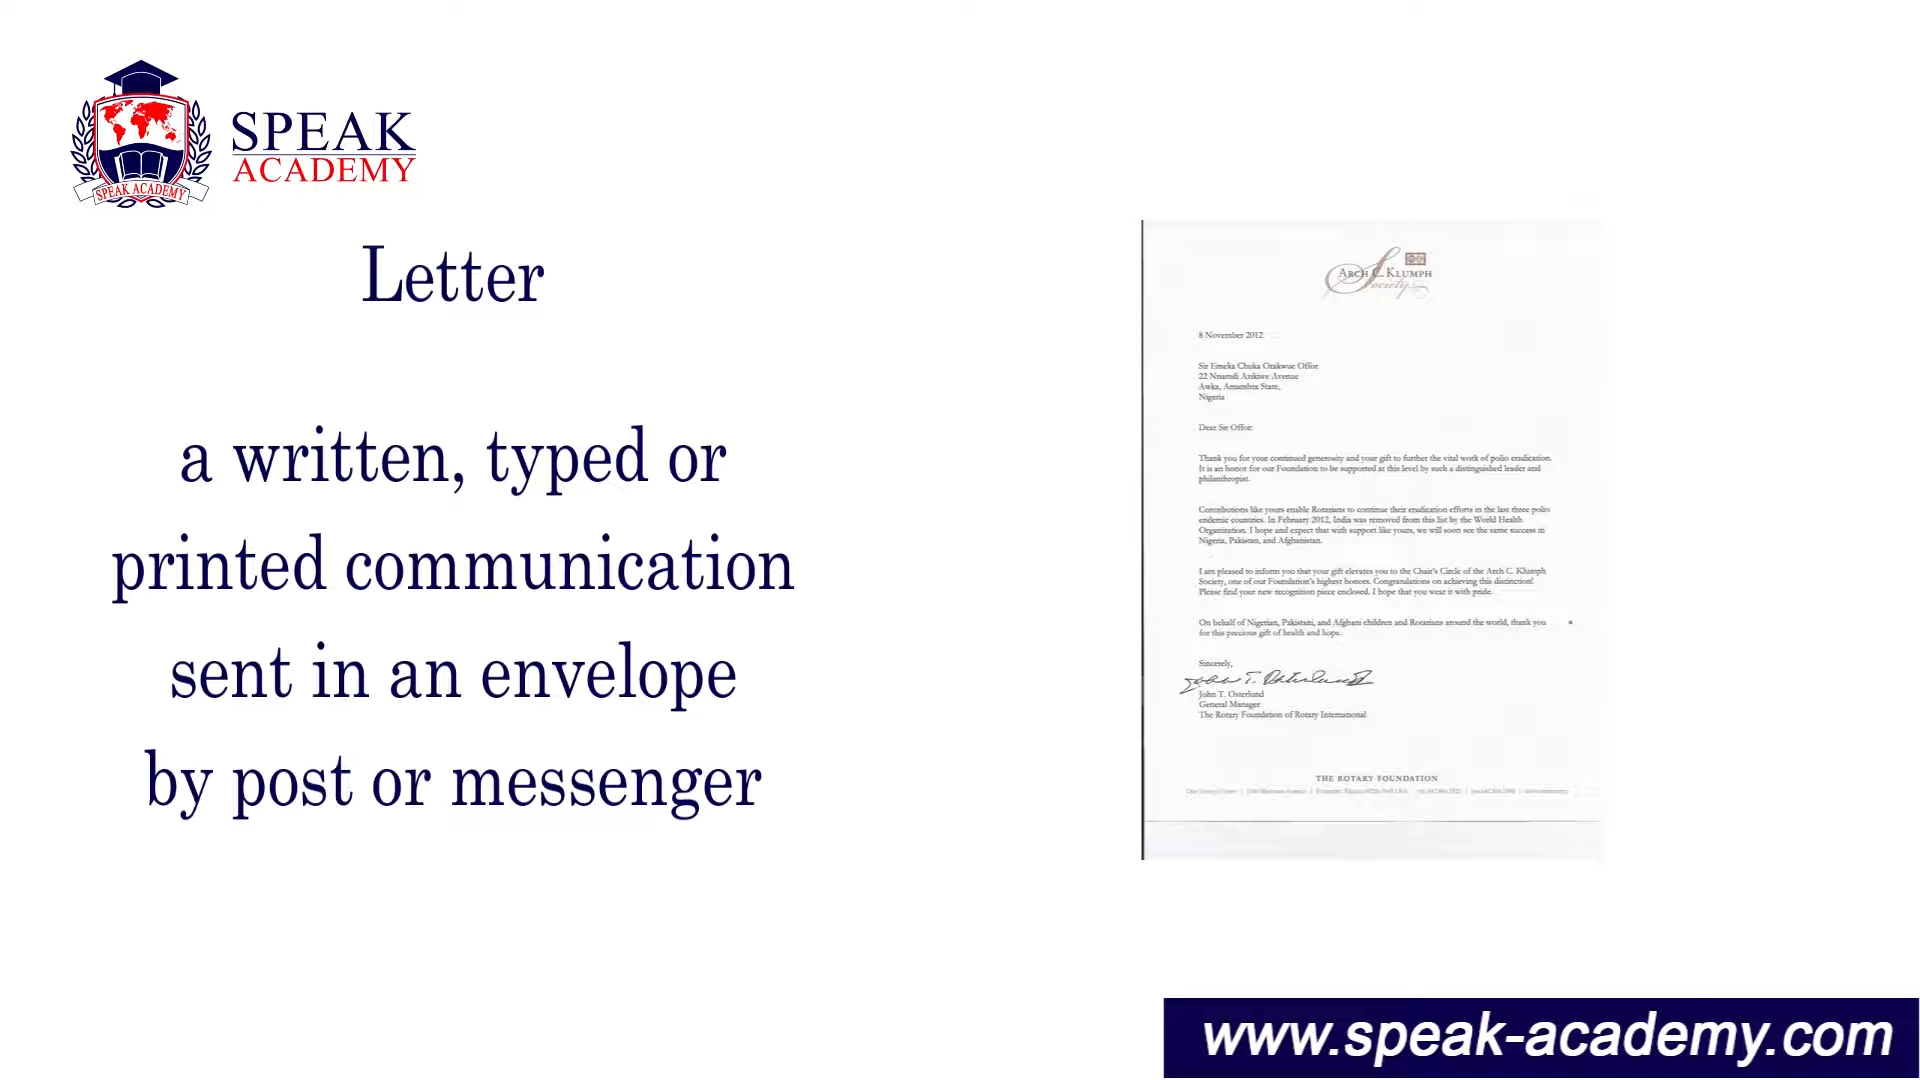 SPEAK
ACADEMY
SPEAK ACADEMY
Letter
a written, typed or
printed communication
sent in an envelope
by post or messenger
ARCH C. KLUMPH
Society
8 November 2012
Sir Emeka Chuka Orakwue Offor
22 Nnamdi Azikiwe Avenue
Awka, Anambra State,
Nigeria
Dear Sir Offor:
Thank you for your continued generosity and your gift to further the vital work of polio eradication.
It is an honor for our Foundation to be supported at this level by such a distinguished leader and
philanthropist.
Contributions like yours enable Rotarians to continue their eradication efforts in the last three polio
endemic countries. In February 2012, India was removed from this list by the World Health
Organization. I hope and expect that with support like yours, we will soon see the same success in
Nigeria, Pakistan, and Afghanistan.
I am pleased to inform you that your gift elevates you to the Chair's Circle of the Arch C. Klumph
Society, one of our Foundation's highest honors. Congratulations on achieving this distinction!
Please find your new recognition piece enclosed. I hope that you wear it with pride.
On behalf of Nigerian, Pakistani, and Afghani children and Rotarians around the world, thank you
for this precious gift of health and hope.
Sincerely,
John T. Osterlund
John T. Osterlund
General Manager
The Rotary Foundation of Rotary International
THE ROTARY FOUNDATION
www.speak-academy.com